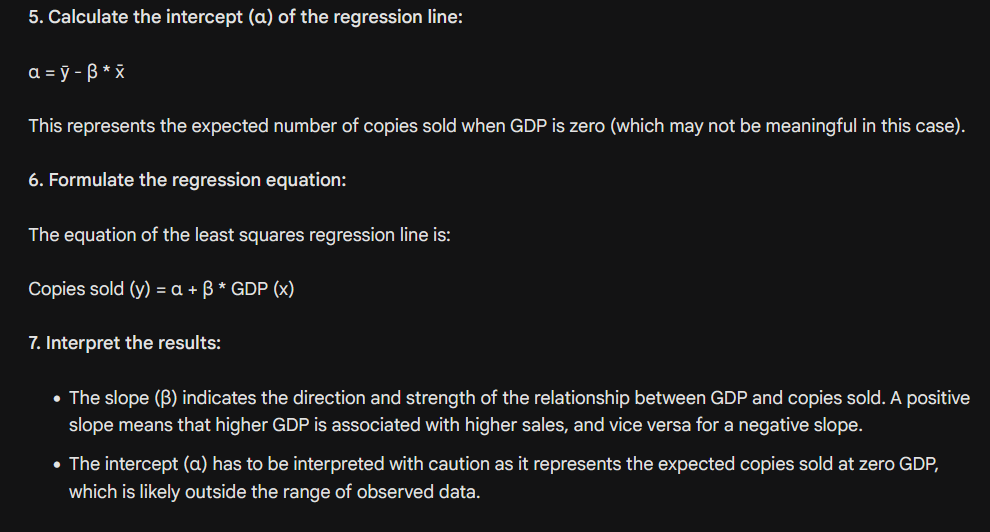 5. Calculate the intercept (α) of the regression line:
α = ȳ - β * x̄
This represents the expected number of copies sold when GDP is zero (which may not be meaningful in this case).
6. Formulate the regression equation:
The equation of the least squares regression line is:
Copies sold (y) = α + β * GDP (x)
7. Interpret the results:
• The slope (β) indicates the direction and strength of the relationship between GDP and copies sold. A positive
slope means that higher GDP is associated with higher sales, and vice versa for a negative slope.
• The intercept (α) has to be interpreted with caution as it represents the expected copies sold at zero GDP,
which is likely outside the range of observed data.